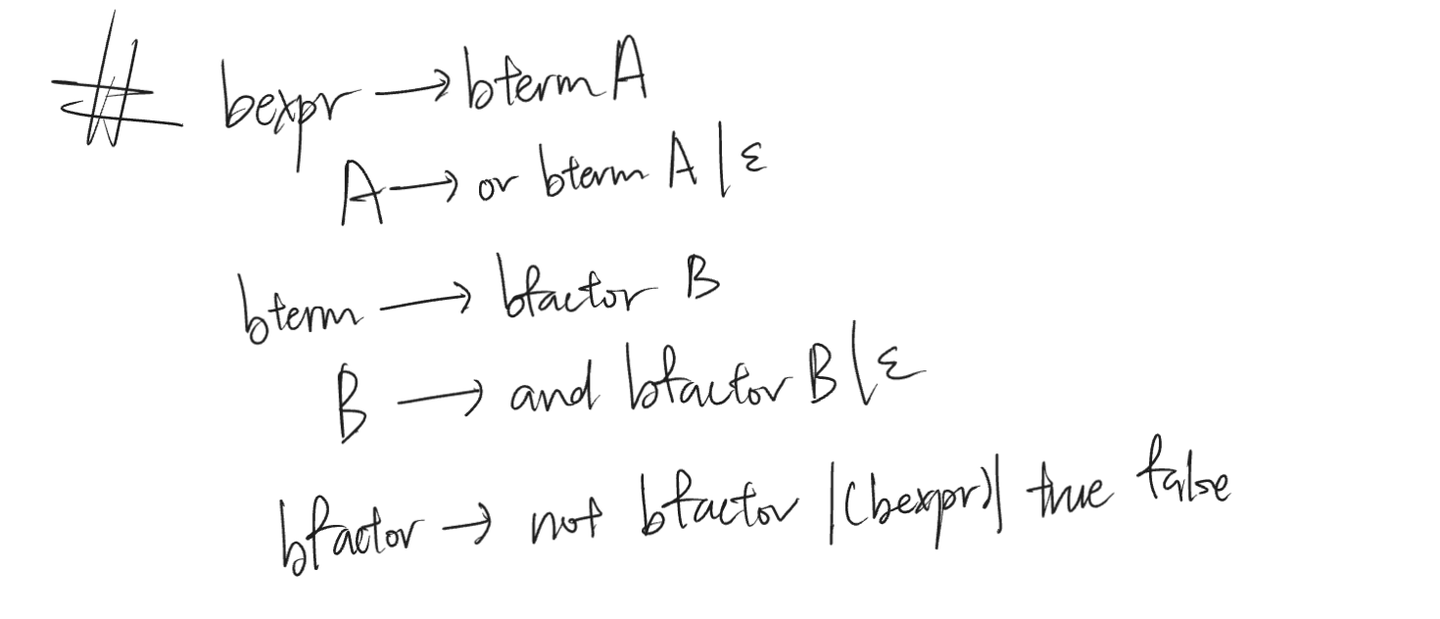 # bexpr → bterm A
A → or bterm A | ε
bterm → bfactor B
B → and bfactor B | ε
bfactor → not bfactor | (bexpr) | true false